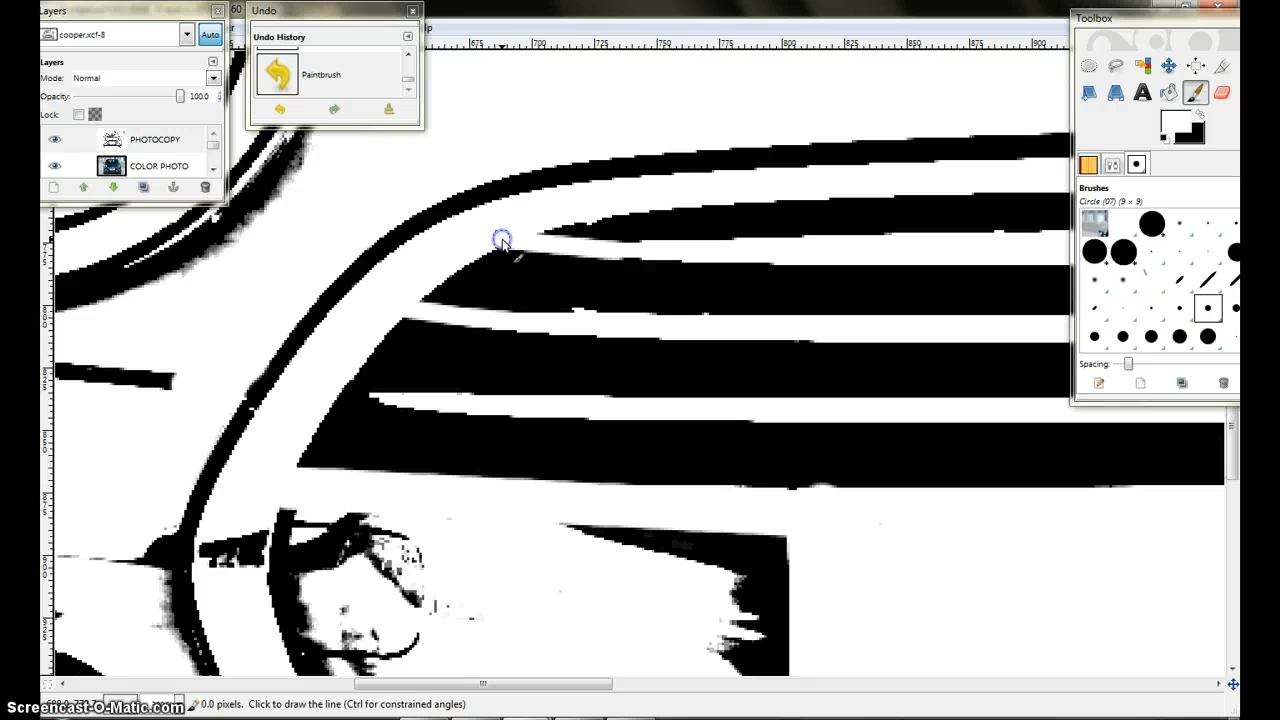 Layers
cooper.xcf-8
Auto
Layers
Mode: Normal
Opacity: 100.0
Lock:
PHOTOCOPY
COLOR PHOTO
Undo
60
Undo History
Paintbrush
675 700 725 750 775 800 825 850 875 900
Toolbox
Brushes
Circle (07) (9 × 9)
Spacing:
0.0 pixels. Click to draw the line (Ctrl for constrained angles)
Screencast-O-Matic.com